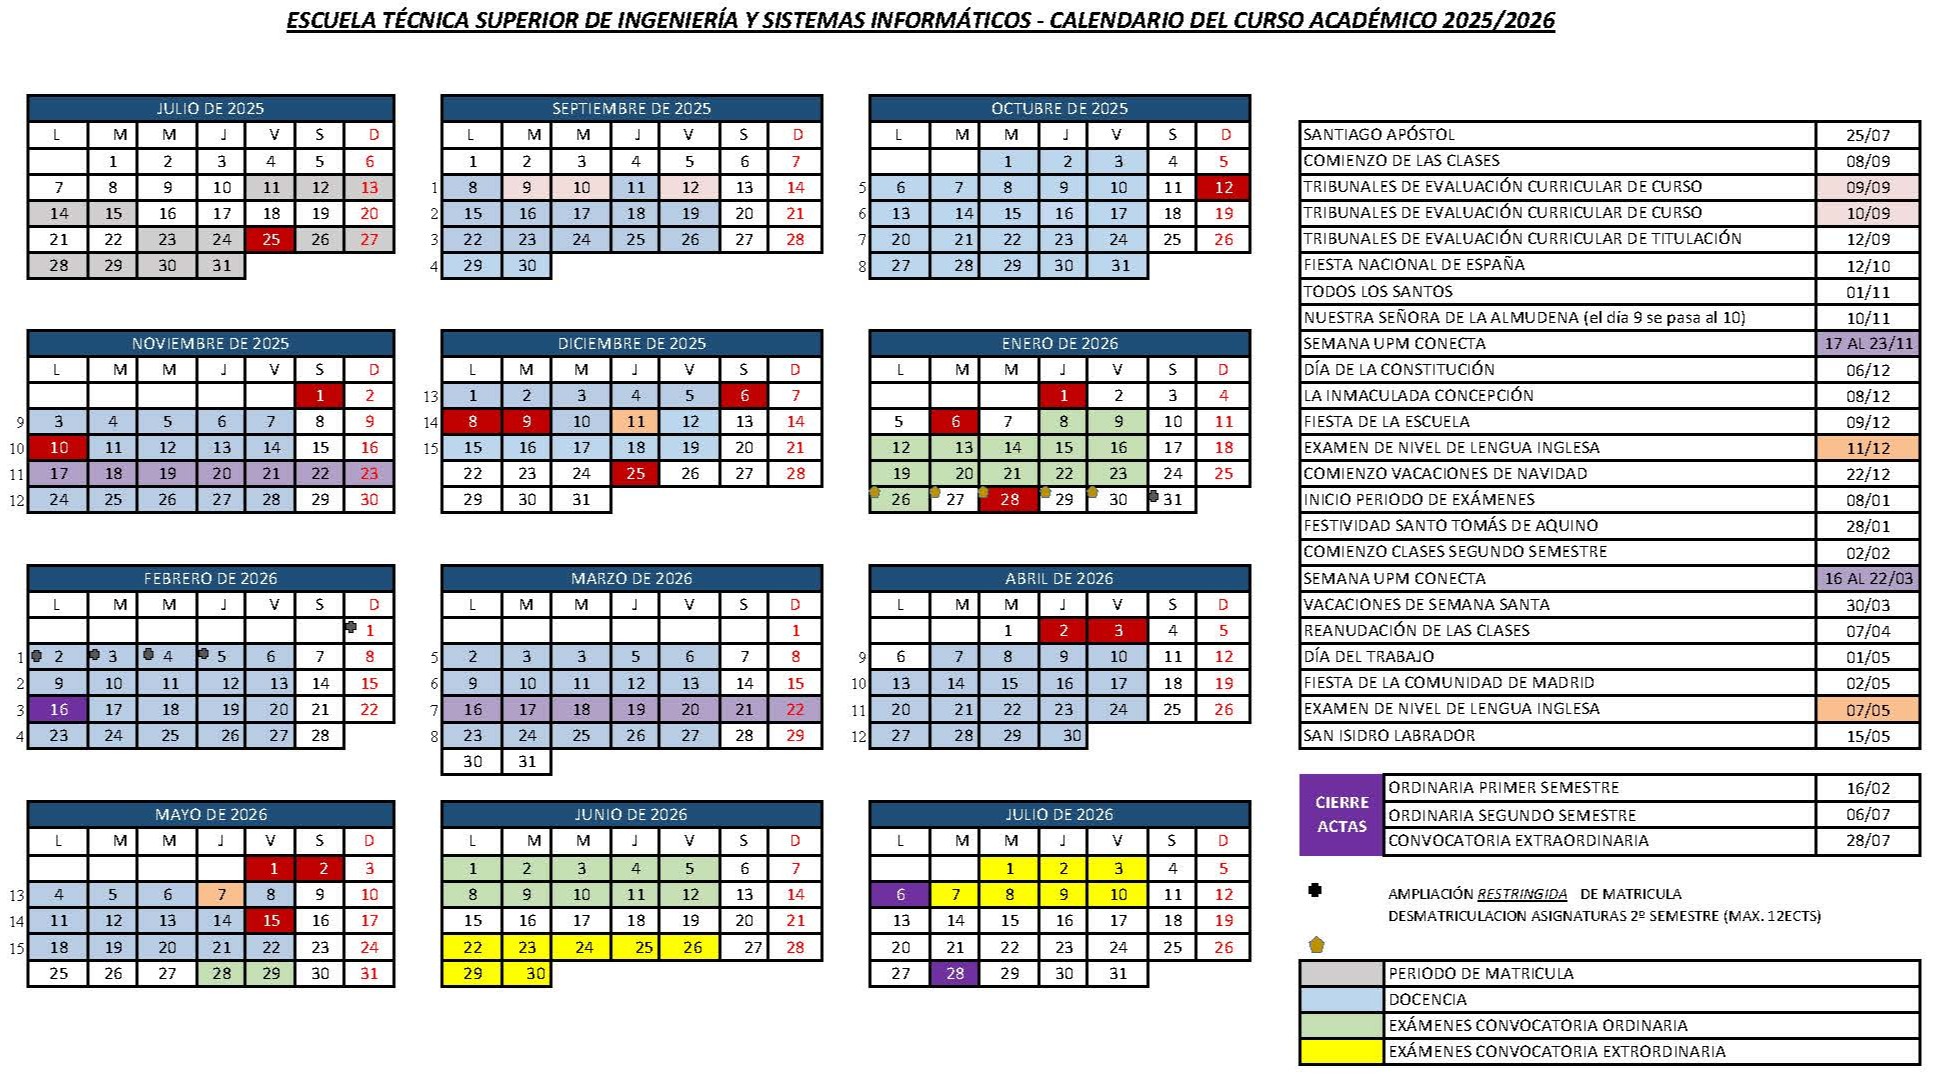 ESCUELA TÉCNICA SUPERIOR DE INGENIERÍA Y SISTEMAS INFORMÁTICOS - CALENDARIO DEL CURSO ACADÉMICO 2025/2026
JULIO DE 2025
L M M J V S D
1 2 3 4 5 6
7 8 9 10 11 12 13
14 15 16 17 18 19 20
21 22 23 24 25 26 27
28 29 30 31
SEPTIEMBRE DE 2025
L M M J V S D
1 2 3 4 5 6 7
1 8 9 10 11 12 13 14
2 15 16 17 18 19 20 21
3 22 23 24 25 26 27 28
4 29 30
OCTUBRE DE 2025
L M M J V S D
1 2 3 4 5
5 6 7 8 9 10 11 12
6 13 14 15 16 17 18 19
7 20 21 22 23 24 25 26
8 27 28 29 30 31
NOVIEMBRE DE 2025
L M M J V S D
1 2
9 3 4 5 6 7 8 9
10 10 11 12 13 14 15 16
11 17 18 19 20 21 22 23
12 24 25 26 27 28 29 30
DICIEMBRE DE 2025
L M M J V S D
13 1 2 3 4 5 6 7
14 8 9 10 11 12 13 14
15 15 16 17 18 19 20 21
22 23 24 25 26 27 28
29 30 31
ENERO DE 2026
L M M J V S D
1 2 3 4
5 6 7 8 9 10 11
12 13 14 15 16 17 18
19 20 21 22 23 24 25
26 27 28 29 30 31
FEBRERO DE 2026
L M M J V S D
1
1 2 3 4 5 6 7 8
2 9 10 11 12 13 14 15
3 16 17 18 19 20 21 22
4 23 24 25 26 27 28
MARZO DE 2026
L M M J V S D
1
5 2 3 3 5 6 7 8
6 9 10 11 12 13 14 15
7 16 17 18 19 20 21 22
8 23 24 25 26 27 28 29
30 31
ABRIL DE 2026
L M M J V S D
1 2 3 4 5
9 6 7 8 9 10 11 12
10 13 14 15 16 17 18 19
11 20 21 22 23 24 25 26
12 27 28 29 30
MAYO DE 2026
L M M J V S D
1 2 3
13 4 5 6 7 8 9 10
14 11 12 13 14 15 16 17
15 18 19 20 21 22 23 24
25 26 27 28 29 30 31
JUNIO DE 2026
L M M J V S D
1 2 3 4 5 6 7
8 9 10 11 12 13 14
15 16 17 18 19 20 21
22 23 24 25 26 27 28
29 30
JULIO DE 2026
L M M J V S D
1 2 3 4 5
6 7 8 9 10 11 12
13 14 15 16 17 18 19
20 21 22 23 24 25 26
27 28 29 30 31
SANTIAGO APÓSTOL 25/07
COMIENZO DE LAS CLASES 08/09
TRIBUNALES DE EVALUACIÓN CURRICULAR DE CURSO 09/09
TRIBUNALES DE EVALUACIÓN CURRICULAR DE CURSO 10/09
TRIBUNALES DE EVALUACIÓN CURRICULAR DE TITULACIÓN 12/09
FIESTA NACIONAL DE ESPAÑA 12/10
TODOS LOS SANTOS 01/11
NUESTRA SEÑORA DE LA ALMUDENA (el día 9 se pasa al 10) 10/11
SEMANA UPM CONECTA 17 AL 23/11
DÍA DE LA CONSTITUCIÓN 06/12
LA INMACULADA CONCEPCIÓN 08/12
FIESTA DE LA ESCUELA 09/12
EXAMEN DE NIVEL DE LENGUA INGLESA 11/12
COMIENZO VACACIONES DE NAVIDAD 22/12
INICIO PERIODO DE EXÁMENES 08/01
FESTIVIDAD SANTO TOMÁS DE AQUINO 28/01
COMIENZO CLASES SEGUNDO SEMESTRE 02/02
SEMANA UPM CONECTA 16 AL 22/03
VACACIONES DE SEMANA SANTA 30/03
REANUDACIÓN DE LAS CLASES 07/04
DÍA DEL TRABAJO 01/05
FIESTA DE LA COMUNIDAD DE MADRID 02/05
EXAMEN DE NIVEL DE LENGUA INGLESA 07/05
SAN ISIDRO LABRADOR 15/05
CIERRE ACTAS
ORDINARIA PRIMER SEMESTRE 16/02
ORDINARIA SEGUNDO SEMESTRE 06/07
CONVOCATORIA EXTRAORDINARIA 28/07
AMPLIACIÓN RESTRINGIDA DE MATRICULA
DESMATRICULACION ASIGNATURAS 2º SEMESTRE (MAX. 12ECTS)
PERIODO DE MATRICULA
DOCENCIA
EXÁMENES CONVOCATORIA ORDINARIA
EXÁMENES CONVOCATORIA EXTRORDINARIA